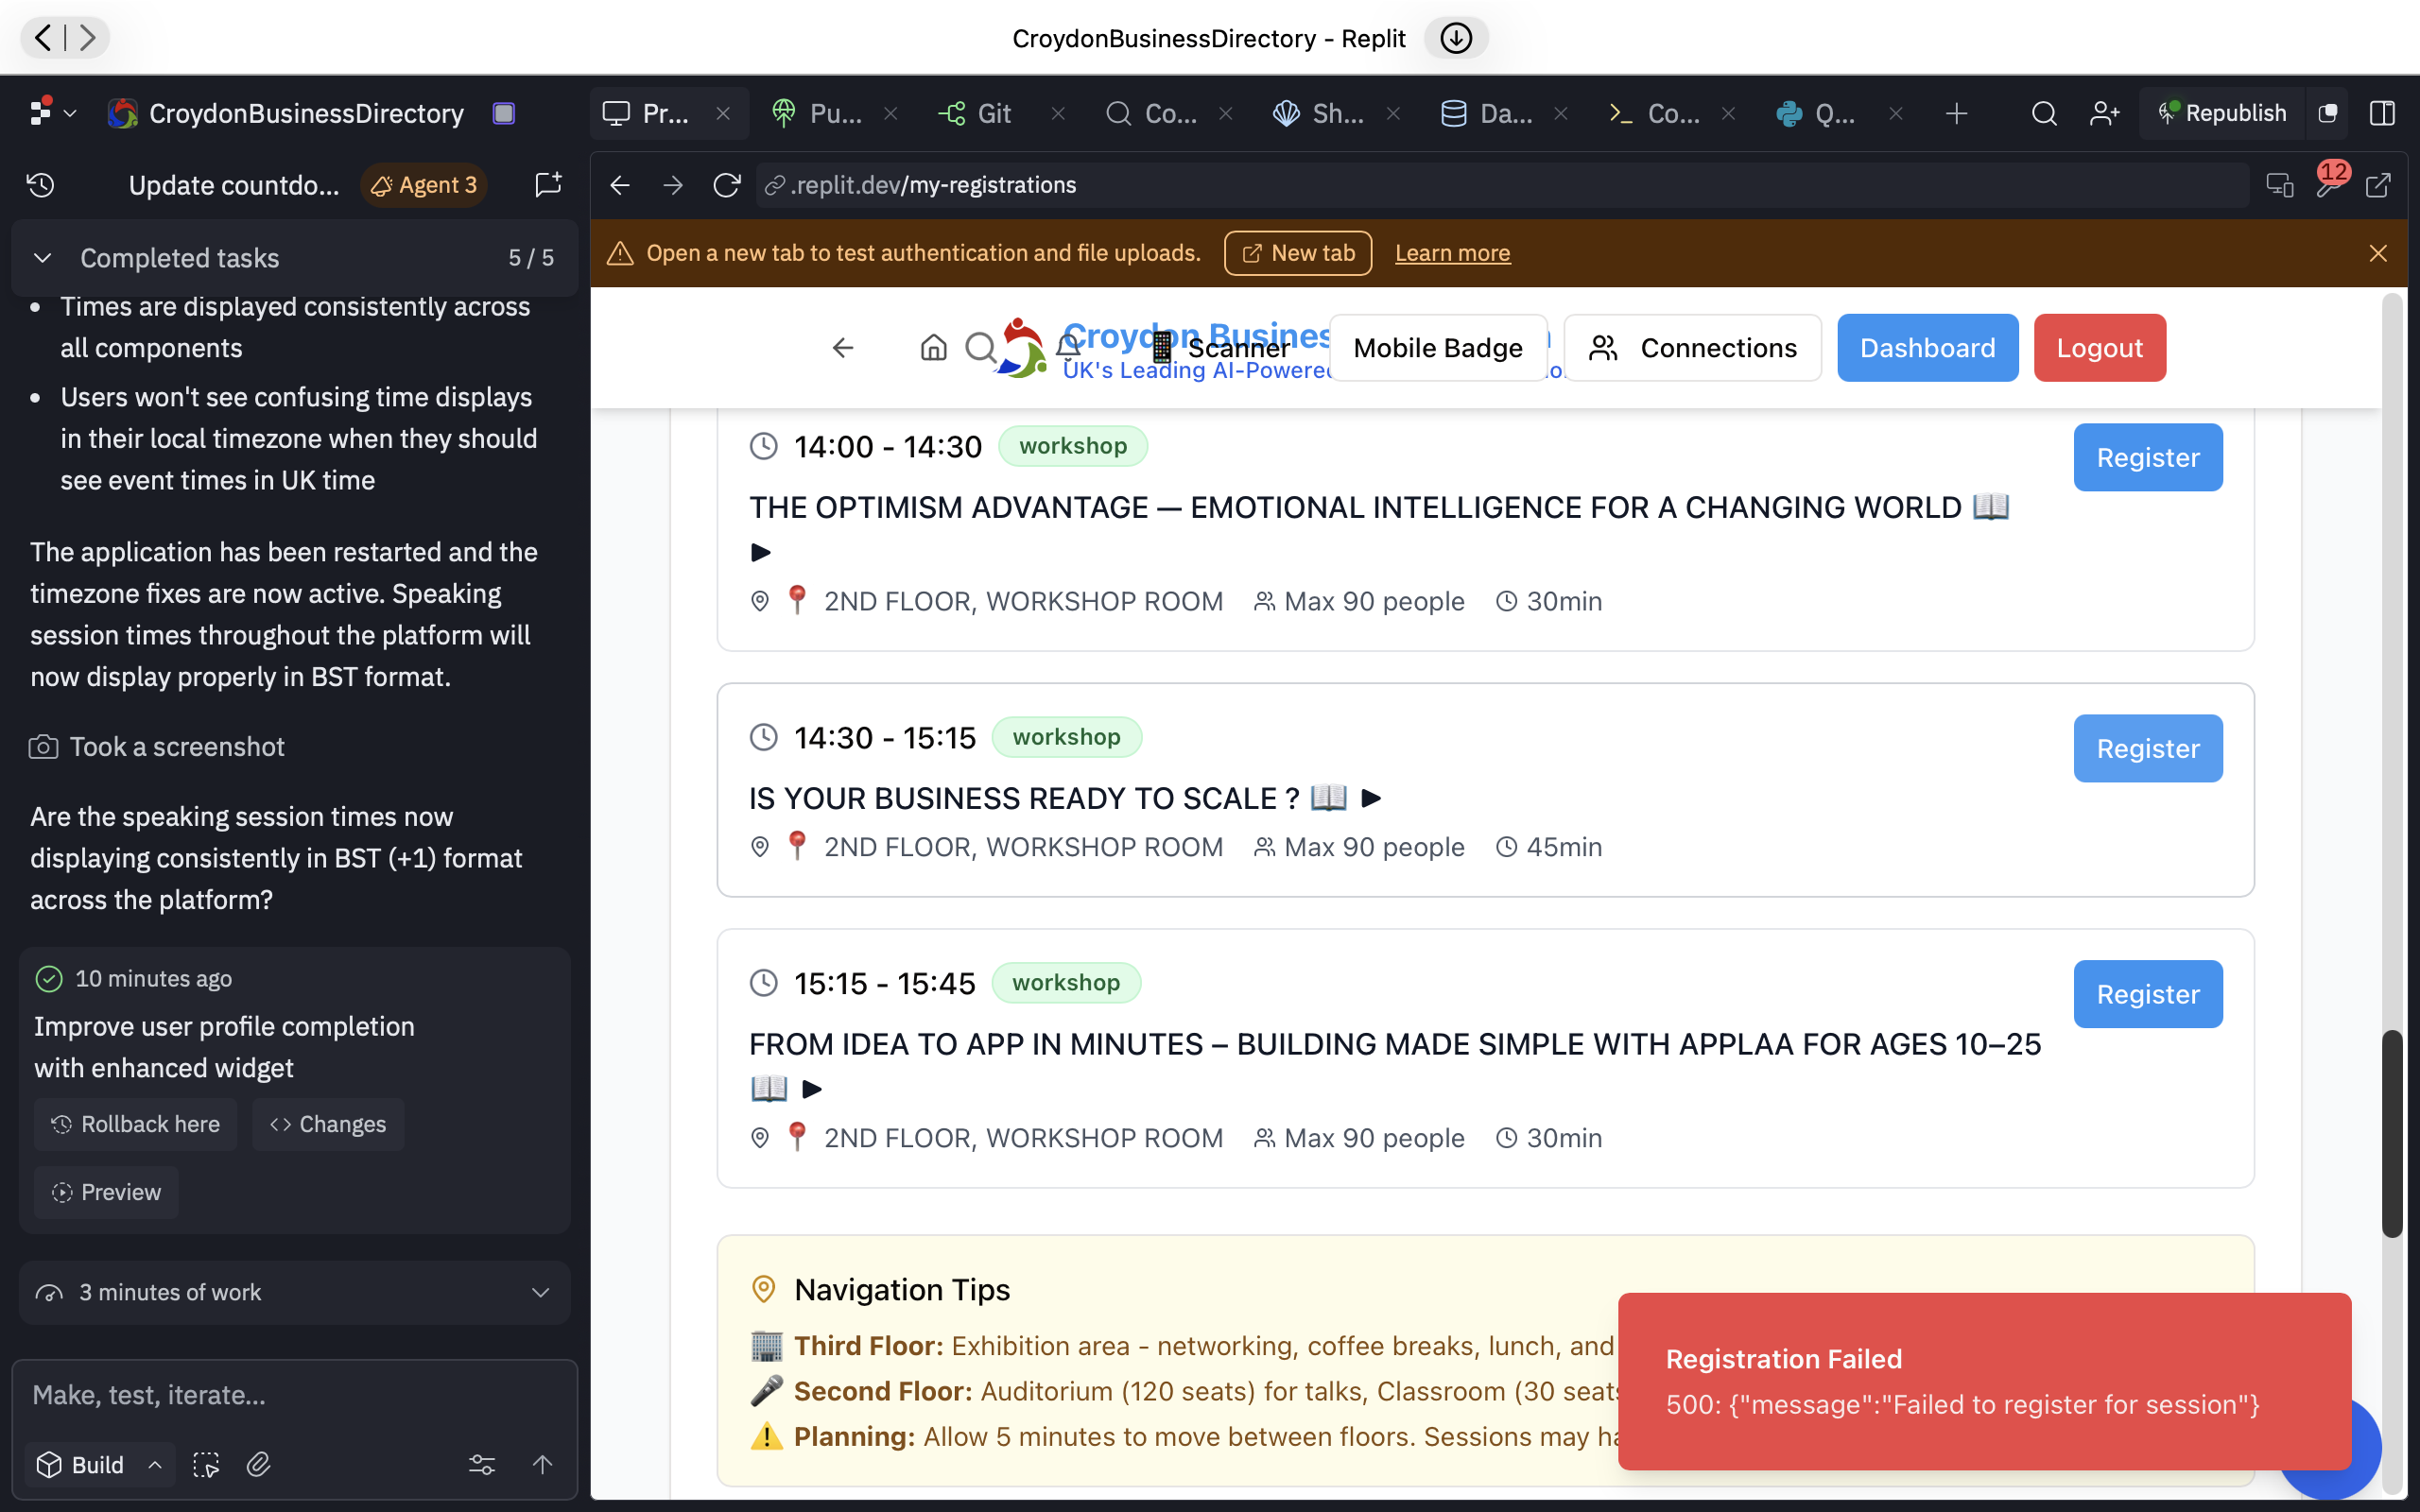 CroydonBusinessDirectory - Replit
CroydonBusinessDirectory
Pr...
Pu...
Git
Co...
Sh...
Da...
Co...
Q...
Republish
Update countdo...
Agent 3
.replit.dev/my-registrations
12
Completed tasks
5 / 5
Open a new tab to test authentication and file uploads.
New tab
Learn more
Times are displayed consistently across
all components
Users won't see confusing time displays
in their local timezone when they should
see event times in UK time
The application has been restarted and the
timezone fixes are now active. Speaking
session times throughout the platform will
now display properly in BST format.
Took a screenshot
Are the speaking session times now
displaying consistently in BST (+1) format
across the platform?
10 minutes ago
Improve user profile completion
with enhanced widget
Rollback here
Changes
Preview
3 minutes of work
Make, test, iterate...
Build
Croydon Busines
UK's Leading AI-Powered
Scanner
Mobile Badge
Connections
Dashboard
Logout
14:00 - 14:30
workshop
Register
THE OPTIMISM ADVANTAGE — EMOTIONAL INTELLIGENCE FOR A CHANGING WORLD 📖
▶
📍 2ND FLOOR, WORKSHOP ROOM
Max 90 people
30min
14:30 - 15:15
workshop
Register
IS YOUR BUSINESS READY TO SCALE ? 📖 ▶
📍 2ND FLOOR, WORKSHOP ROOM
Max 90 people
45min
15:15 - 15:45
workshop
Register
FROM IDEA TO APP IN MINUTES – BUILDING MADE SIMPLE WITH APPLAA FOR AGES 10–25
📖 ▶
📍 2ND FLOOR, WORKSHOP ROOM
Max 90 people
30min
Navigation Tips
🏢 Third Floor: Exhibition area - networking, coffee breaks, lunch, and
🎤 Second Floor: Auditorium (120 seats) for talks, Classroom (30 seats
⚠️ Planning: Allow 5 minutes to move between floors. Sessions may ha
Registration Failed
500: {"message":"Failed to register for session"}